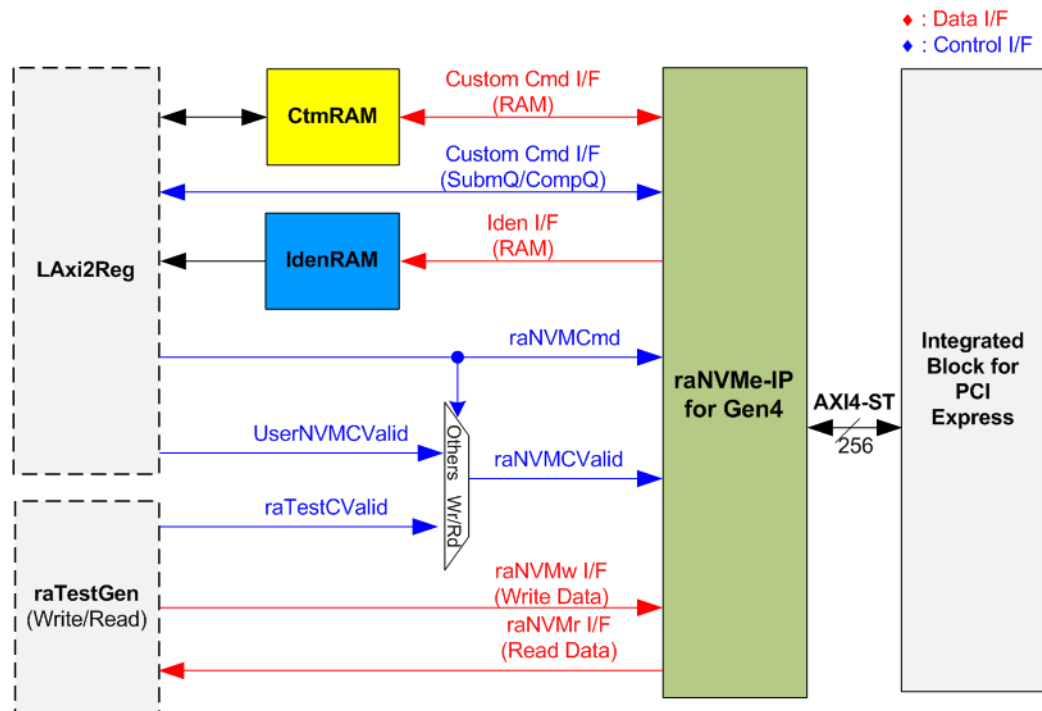 ♦ : Data I/F
♦ : Control I/F
LAxi2Reg
CtmRAM
Custom Cmd I/F
(RAM)
Custom Cmd I/F
(SubmQ/CompQ)
IdenRAM
Iden I/F
(RAM)
raNVMCmd
UserNVMCValid
Others
Wr/Rd
raNVMCValid
raTestCValid
raTestGen
(Write/Read)
raNVMw I/F
(Write Data)
raNVMr I/F
(Read Data)
raNVMe-IP
for Gen4
AXI4-ST
256
Integrated
Block for
PCI
Express